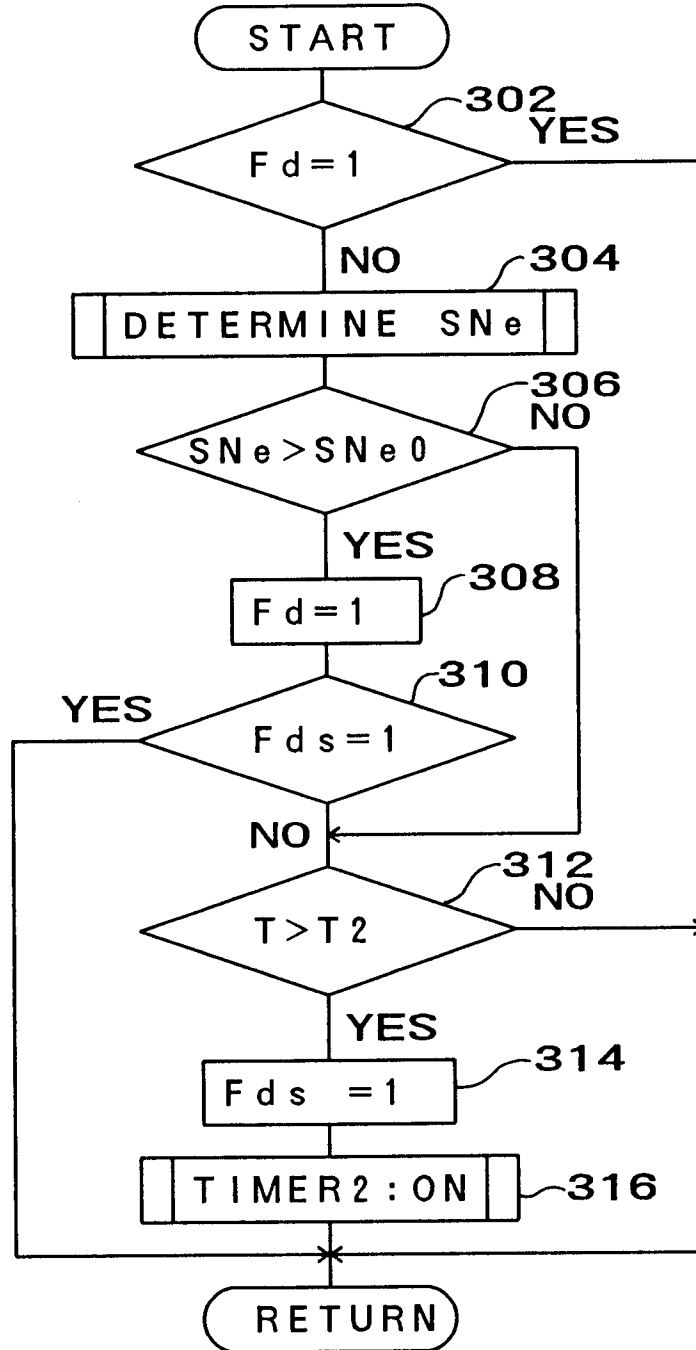 START
302
YES
Fd=1
NO
304
DETERMINE SNe
306
NO
SNe>SNe0
YES
308
Fd=1
310
YES
Fds=1
NO
312
NO
T>T2
YES
314
Fds =1
TIMER2:ON
316
RETURN